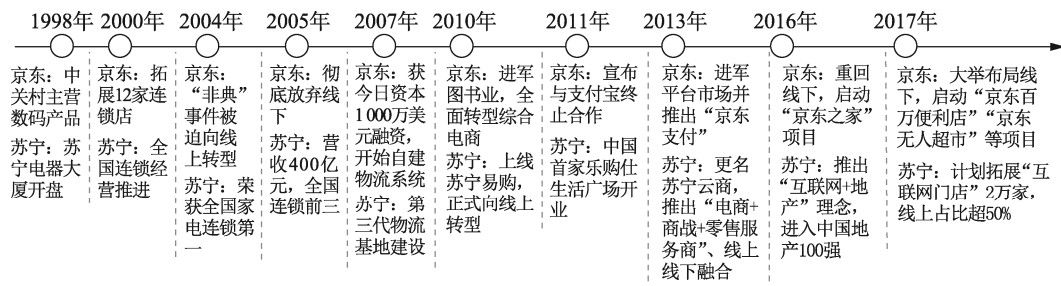 1998年
2000年
2004年
2005年
2007年
2010年
2011年
2013年
2016年
2017年
京东：中
关村主营
数码产品
苏宁：苏
宁电器大
厦开盘
京东：拓
展12家连
锁店
苏宁：全
国连锁经
营推进
京东：
“非典”
事件被
迫向线
上转型
苏宁：荣
获全国家
电连锁第
一
京东：彻
底放弃线
下
苏宁：营
收400亿
元，全国
连锁前三
京东：获
今日资本
1000万美
元融资，
开始自建
物流系统
苏宁：第
三代物流
基地建设
京东：进军
图书业，全
面转型综合
电商
苏宁：上线
苏宁易购，
正式向线上
转型
京东：宣布
与支付宝终
止合作
苏宁：中国
首家乐购仕
生活广场开
业
京东：进军
平台市场并
推出“京东
支付”
苏宁：更名
苏宁云商，
推出“电商+
商战+零售服
务商”、线上
线下融合
京东：重回
线下，启动
“京东之家”
项目
苏宁：推出
“互联网+地
产”理念，
进入中国地
产100强
京东：大举布局线
下，启动“京东百
万便利店”“京东
无人超市”等项目
苏宁：计划拓展“互
联网门店”2万家，
线上占比超50%